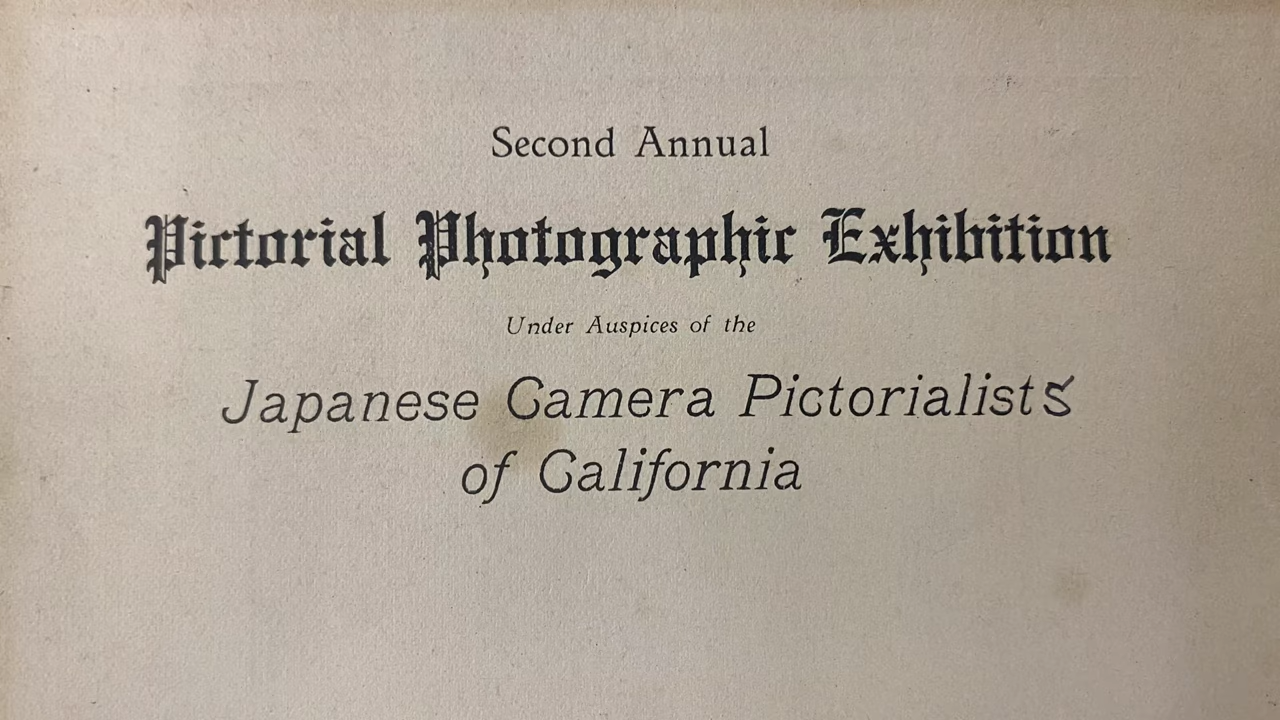 Second Annual
Pictorial Photographic Exhibition
Under Auspices of the
Japanese Camera Pictorialists
of California